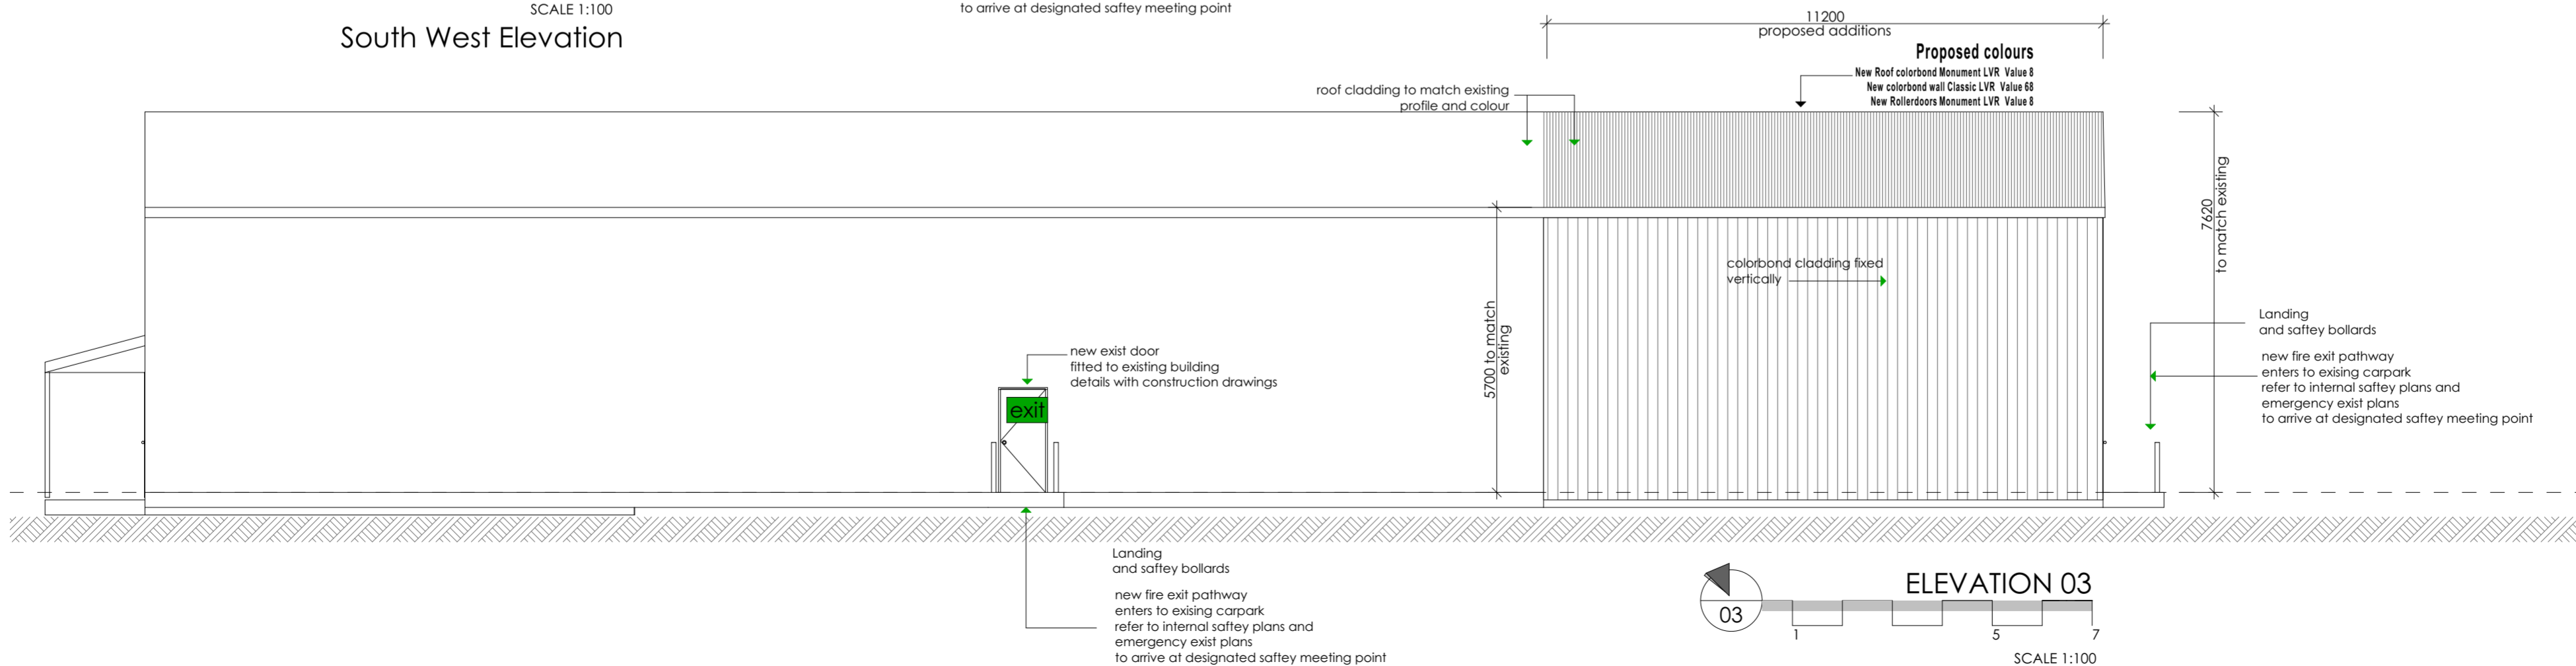 SCALE 1:100
to arrive at designated saftey meeting point
South West Elevation
11200
proposed additions
Proposed colours
New Roof colorbond Monument LVR Value 8
New colorbond wall Classic LVR Value 68
New Rollerdoors Monument LVR Value 8
roof cladding to match existing
profile and colour
7620
to match existing
colorbond cladding fixed
vertically
5700 to match
existing
Landing
and saftey bollards
new fire exit pathway
enters to exising carpark
refer to internal saftey plans and
emergency exist plans
to arrive at designated saftey meeting point
new exist door
fitted to existing building
details with construction drawings
exit
Landing
and saftey bollards
new fire exit pathway
enters to exising carpark
refer to internal saftey plans and
emergency exist plans
to arrive at designated saftey meeting point
ELEVATION 03
03
1 5 7
SCALE 1:100